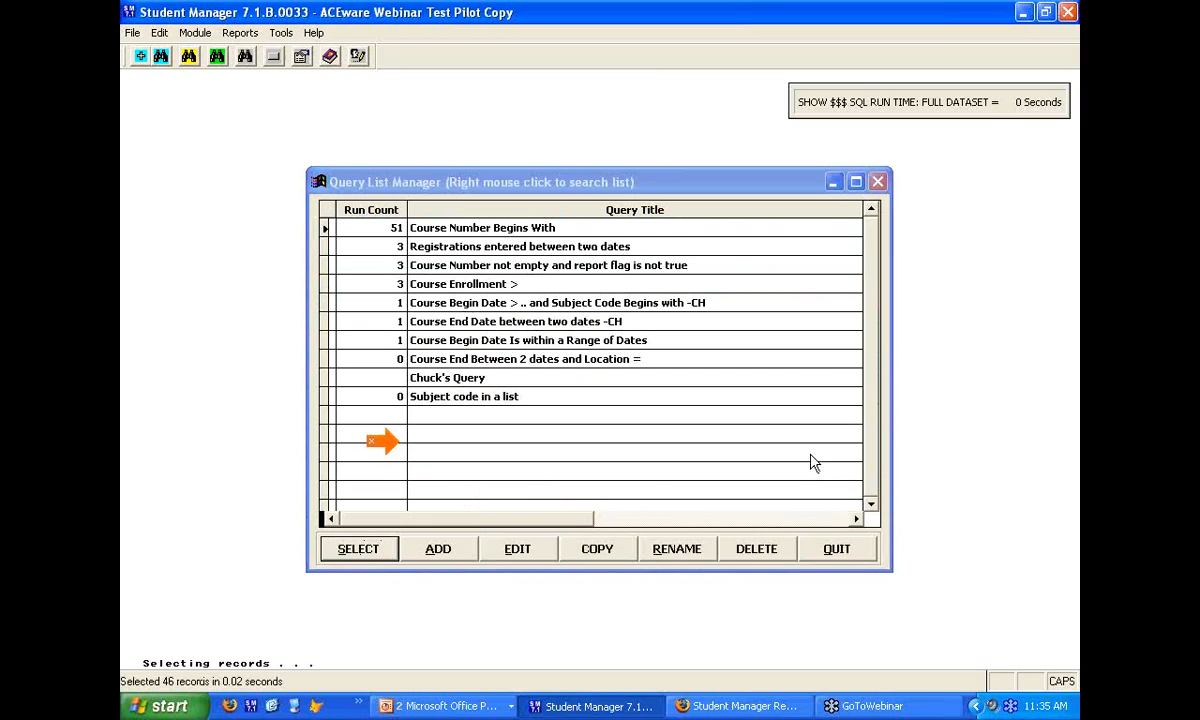 Student Manager 7.1.B.0033 - ACEware Webinar Test Pilot Copy
File Edit Module Reports Tools Help
SHOW $$$ SQL RUN TIME: FULL DATASET = 0 Seconds
Query List Manager (Right mouse click to search list)
Run Count Query Title
51 Course Number Begins With
3 Registrations entered between two dates
3 Course Number not empty and report flag is not true
3 Course Enrollment >
1 Course Begin Date > .. and Subject Code Begins with -CH
1 Course End Date between two dates -CH
1 Course Begin Date Is within a Range of Dates
0 Course End Between 2 dates and Location =
Chuck's Query
0 Subject code in a list
SELECT ADD EDIT COPY RENAME DELETE QUIT
Selecting records . . .
Selected 46 records in 0.02 seconds
CAPS
start 2 Microsoft Office P... Student Manager 7.1... Student Manager Re... GoToWebinar 11:35 AM